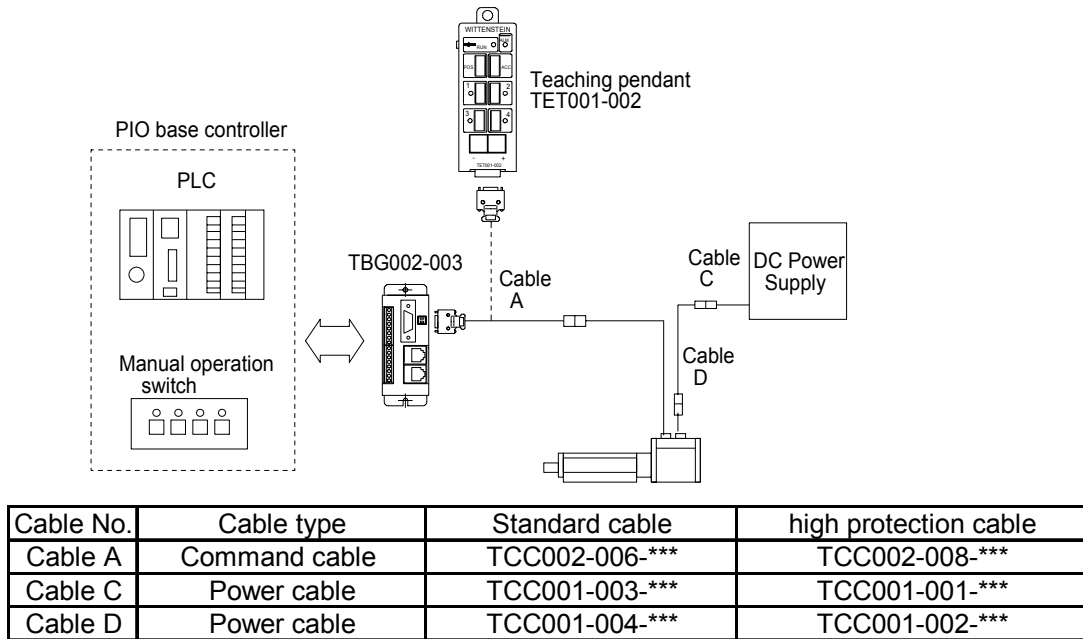 WITTENSTEIN
RUN
ALM
POS
ACC
1
2
3
4
- +
TET001-002
Teaching pendant
TET001-002
PIO base controller
PLC
TBG002-003
Cable
A
Cable
C
DC Power
Supply
Cable
D
Manual operation
switch
Cable No. Cable type Standard cable high protection cable
Cable A Command cable TCC002-006-*** TCC002-008-***
Cable C Power cable TCC001-003-*** TCC001-001-***
Cable D Power cable TCC001-004-*** TCC001-002-***